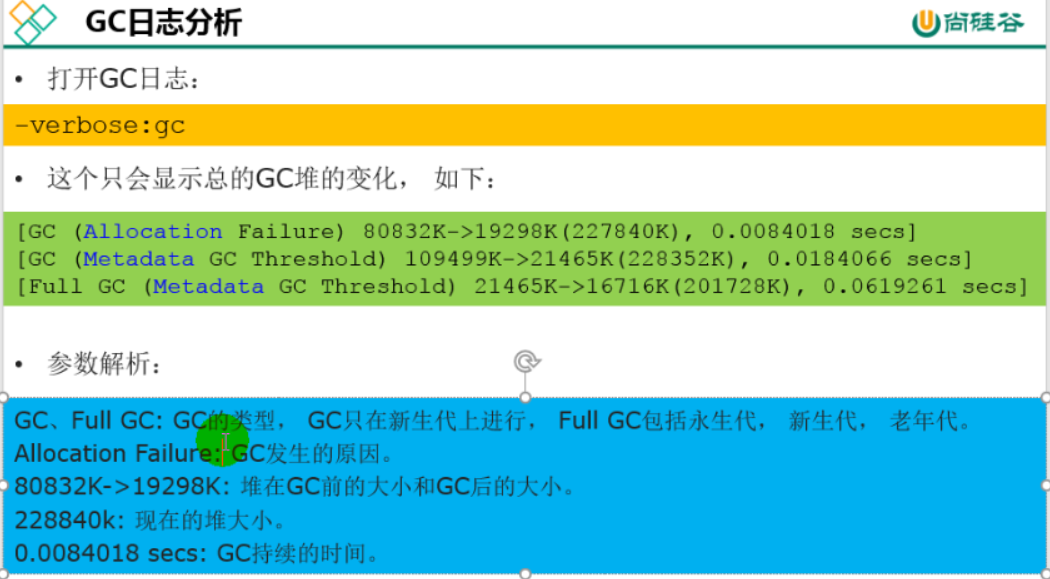 GC日志分析
尚硅谷
• 打开GC日志:
-verbose:gc
• 这个只会显示总的GC堆的变化, 如下:
[GC (Allocation Failure) 80832K->19298K(227840K), 0.0084018 secs]
[GC (Metadata GC Threshold) 109499K->21465K(228352K), 0.0184066 secs]
[Full GC (Metadata GC Threshold) 21465K->16716K(201728K), 0.0619261 secs]
• 参数解析:
GC、Full GC: GC的类型, GC只在新生代上进行, Full GC包括永生代, 新生代, 老年代。
Allocation Failure: GC发生的原因。
80832K->19298K: 堆在GC前的大小和GC后的大小。
228840k: 现在的堆大小。
0.0084018 secs: GC持续的时间。